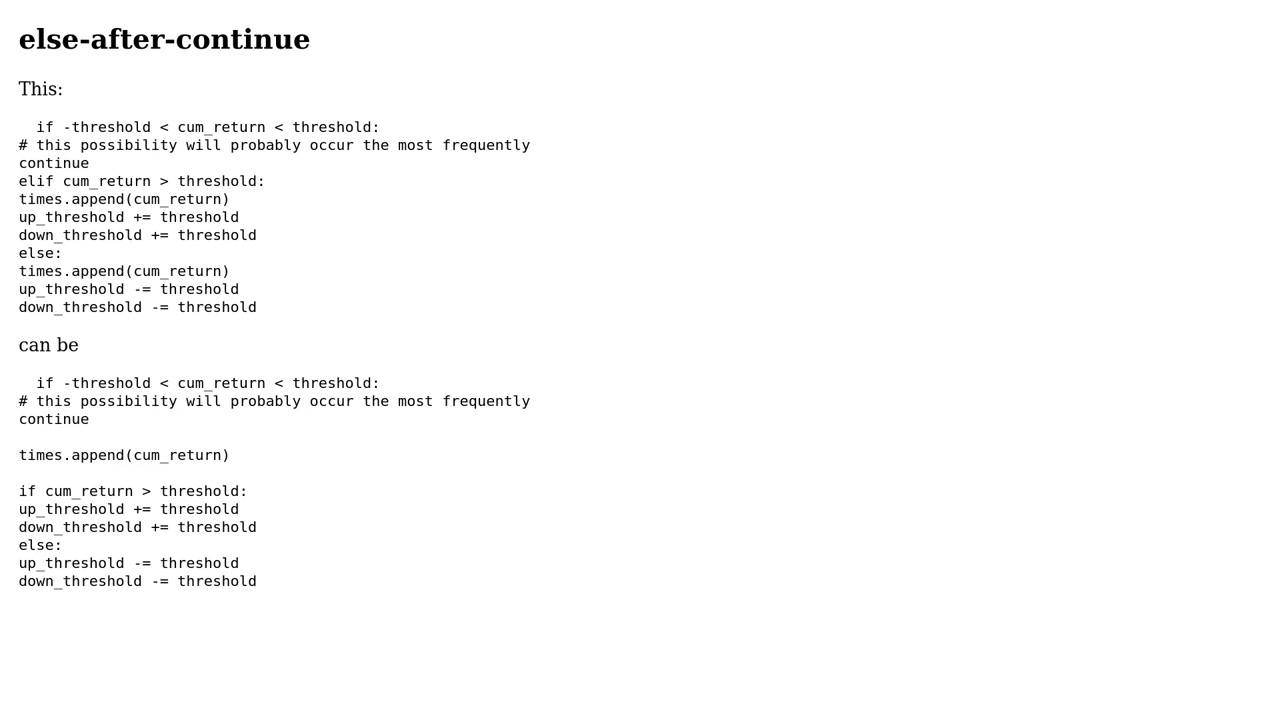 else-after-continue
This:
  if -threshold < cum_return < threshold:
# this possibility will probably occur the most frequently
continue
elif cum_return > threshold:
times.append(cum_return)
up_threshold += threshold
down_threshold += threshold
else:
times.append(cum_return)
up_threshold -= threshold
down_threshold -= threshold
can be
  if -threshold < cum_return < threshold:
# this possibility will probably occur the most frequently
continue

times.append(cum_return)

if cum_return > threshold:
up_threshold += threshold
down_threshold += threshold
else:
up_threshold -= threshold
down_threshold -= threshold